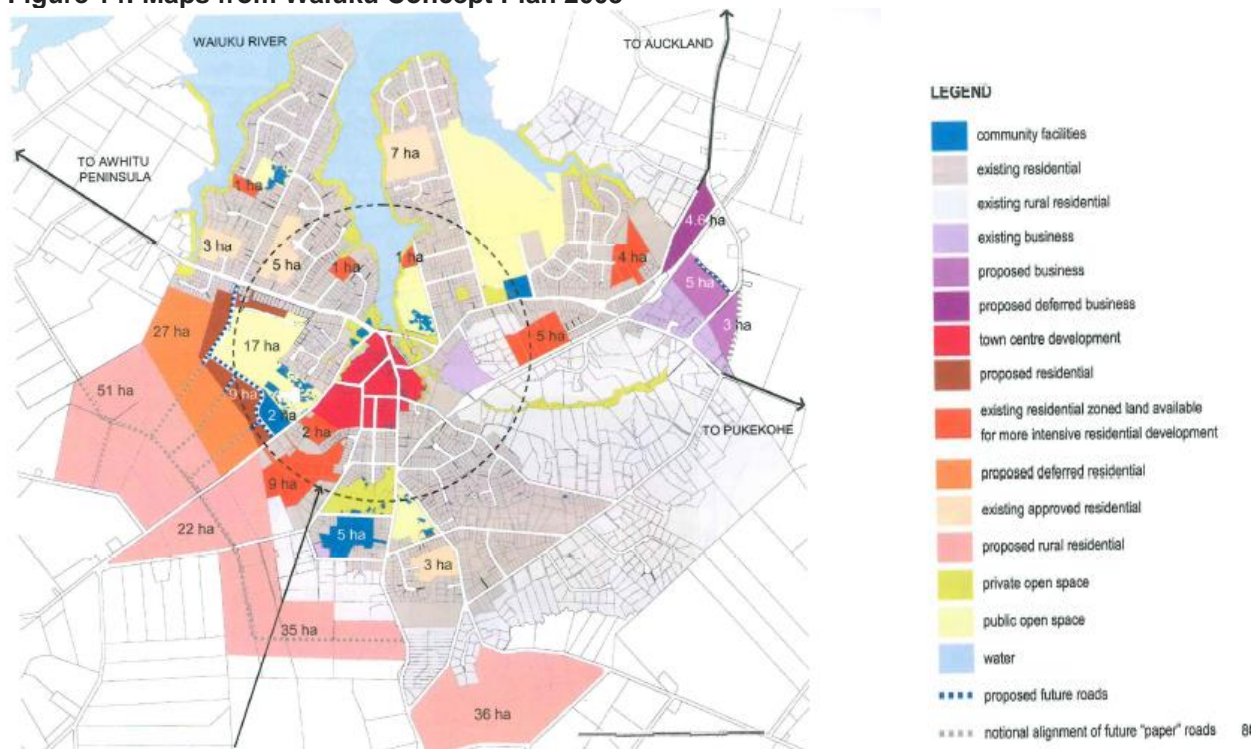 Figure 14: Maps from Waiuku Concept Plan 2003
WAIUKU RIVER
TO AUCKLAND
TO AWHITU
PENINSULA
7 ha
1 ha
4.6 ha
3 ha
5 ha
1 ha
1 ha
4 ha
5 ha
3 ha
27 ha
17 ha
5 ha
51 ha
9 ha
2 ha
2 ha
TO PUKEKOHE
9 ha
22 ha
5 ha
3 ha
35 ha
36 ha
LEGEND
community facilities
existing residential
existing rural residential
existing business
proposed business
proposed deferred business
town centre development
proposed residential
existing residential zoned land available
for more intensive residential development
proposed deferred residential
existing approved residential
proposed rural residential
private open space
public open space
water
proposed future roads
notional alignment of future "paper" roads